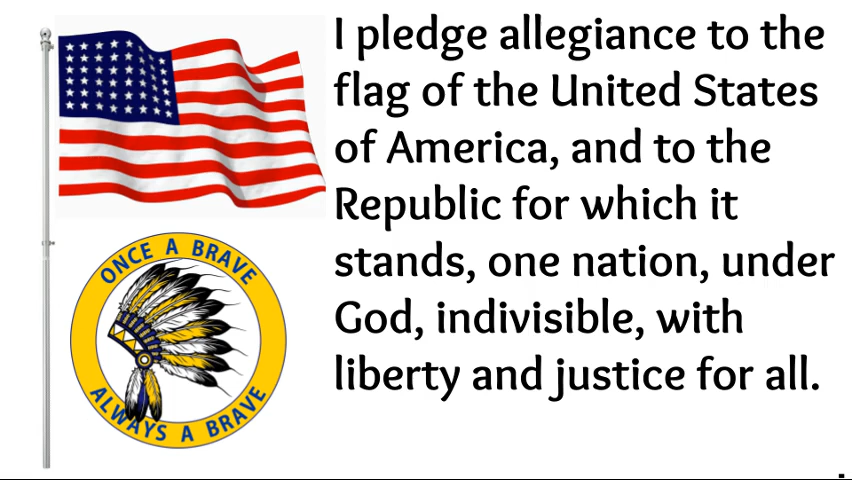 I pledge allegiance to the
flag of the United States
of America, and to the
Republic for which it
stands, one nation, under
God, indivisible, with
liberty and justice for all.
ONCE A BRAVE
ALWAYS A BRAVE